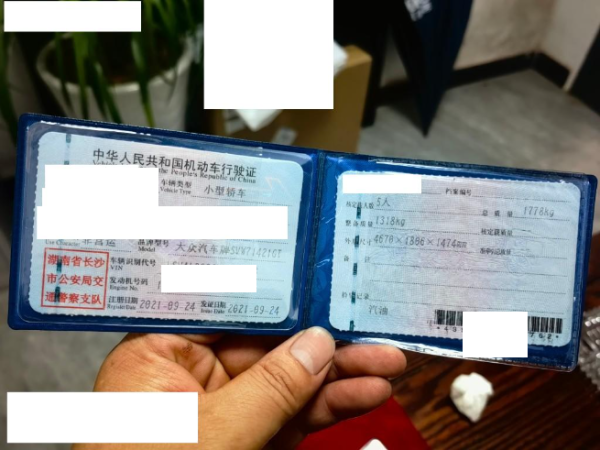 中华人民共和国机动车行驶证
the People's Republic of China
车辆类型 小型轿车
Vehicle Type
Use Character 非营运 品牌型号 大众汽车牌SVW71421GT
Model
湖南省长沙
市公安局交
通警察支队
车辆识别代号
VIN
发动机号码
Engine No.
注册日期 2021-09-24 发证日期 2021-09-24
Register Date Issue Date
档案编号
核定载人数 5人 总质量 1778kg
整备质量 1318kg 核定载质量
外廓尺寸 4678×1806×1474mm 准牵引总质量
备注
检验记录
汽油